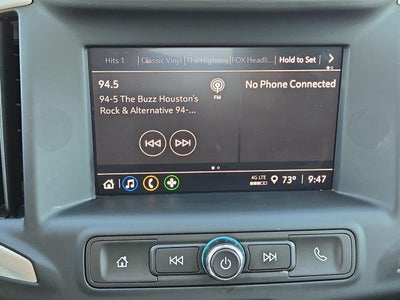 Hits 1 Classic Vinyl The Highway FOX Headli... Hold to Set
94.5
FM
94-5 The Buzz Houston's
Rock & Alternative 94-...
No Phone Connected
4G LTE 73° 9:47